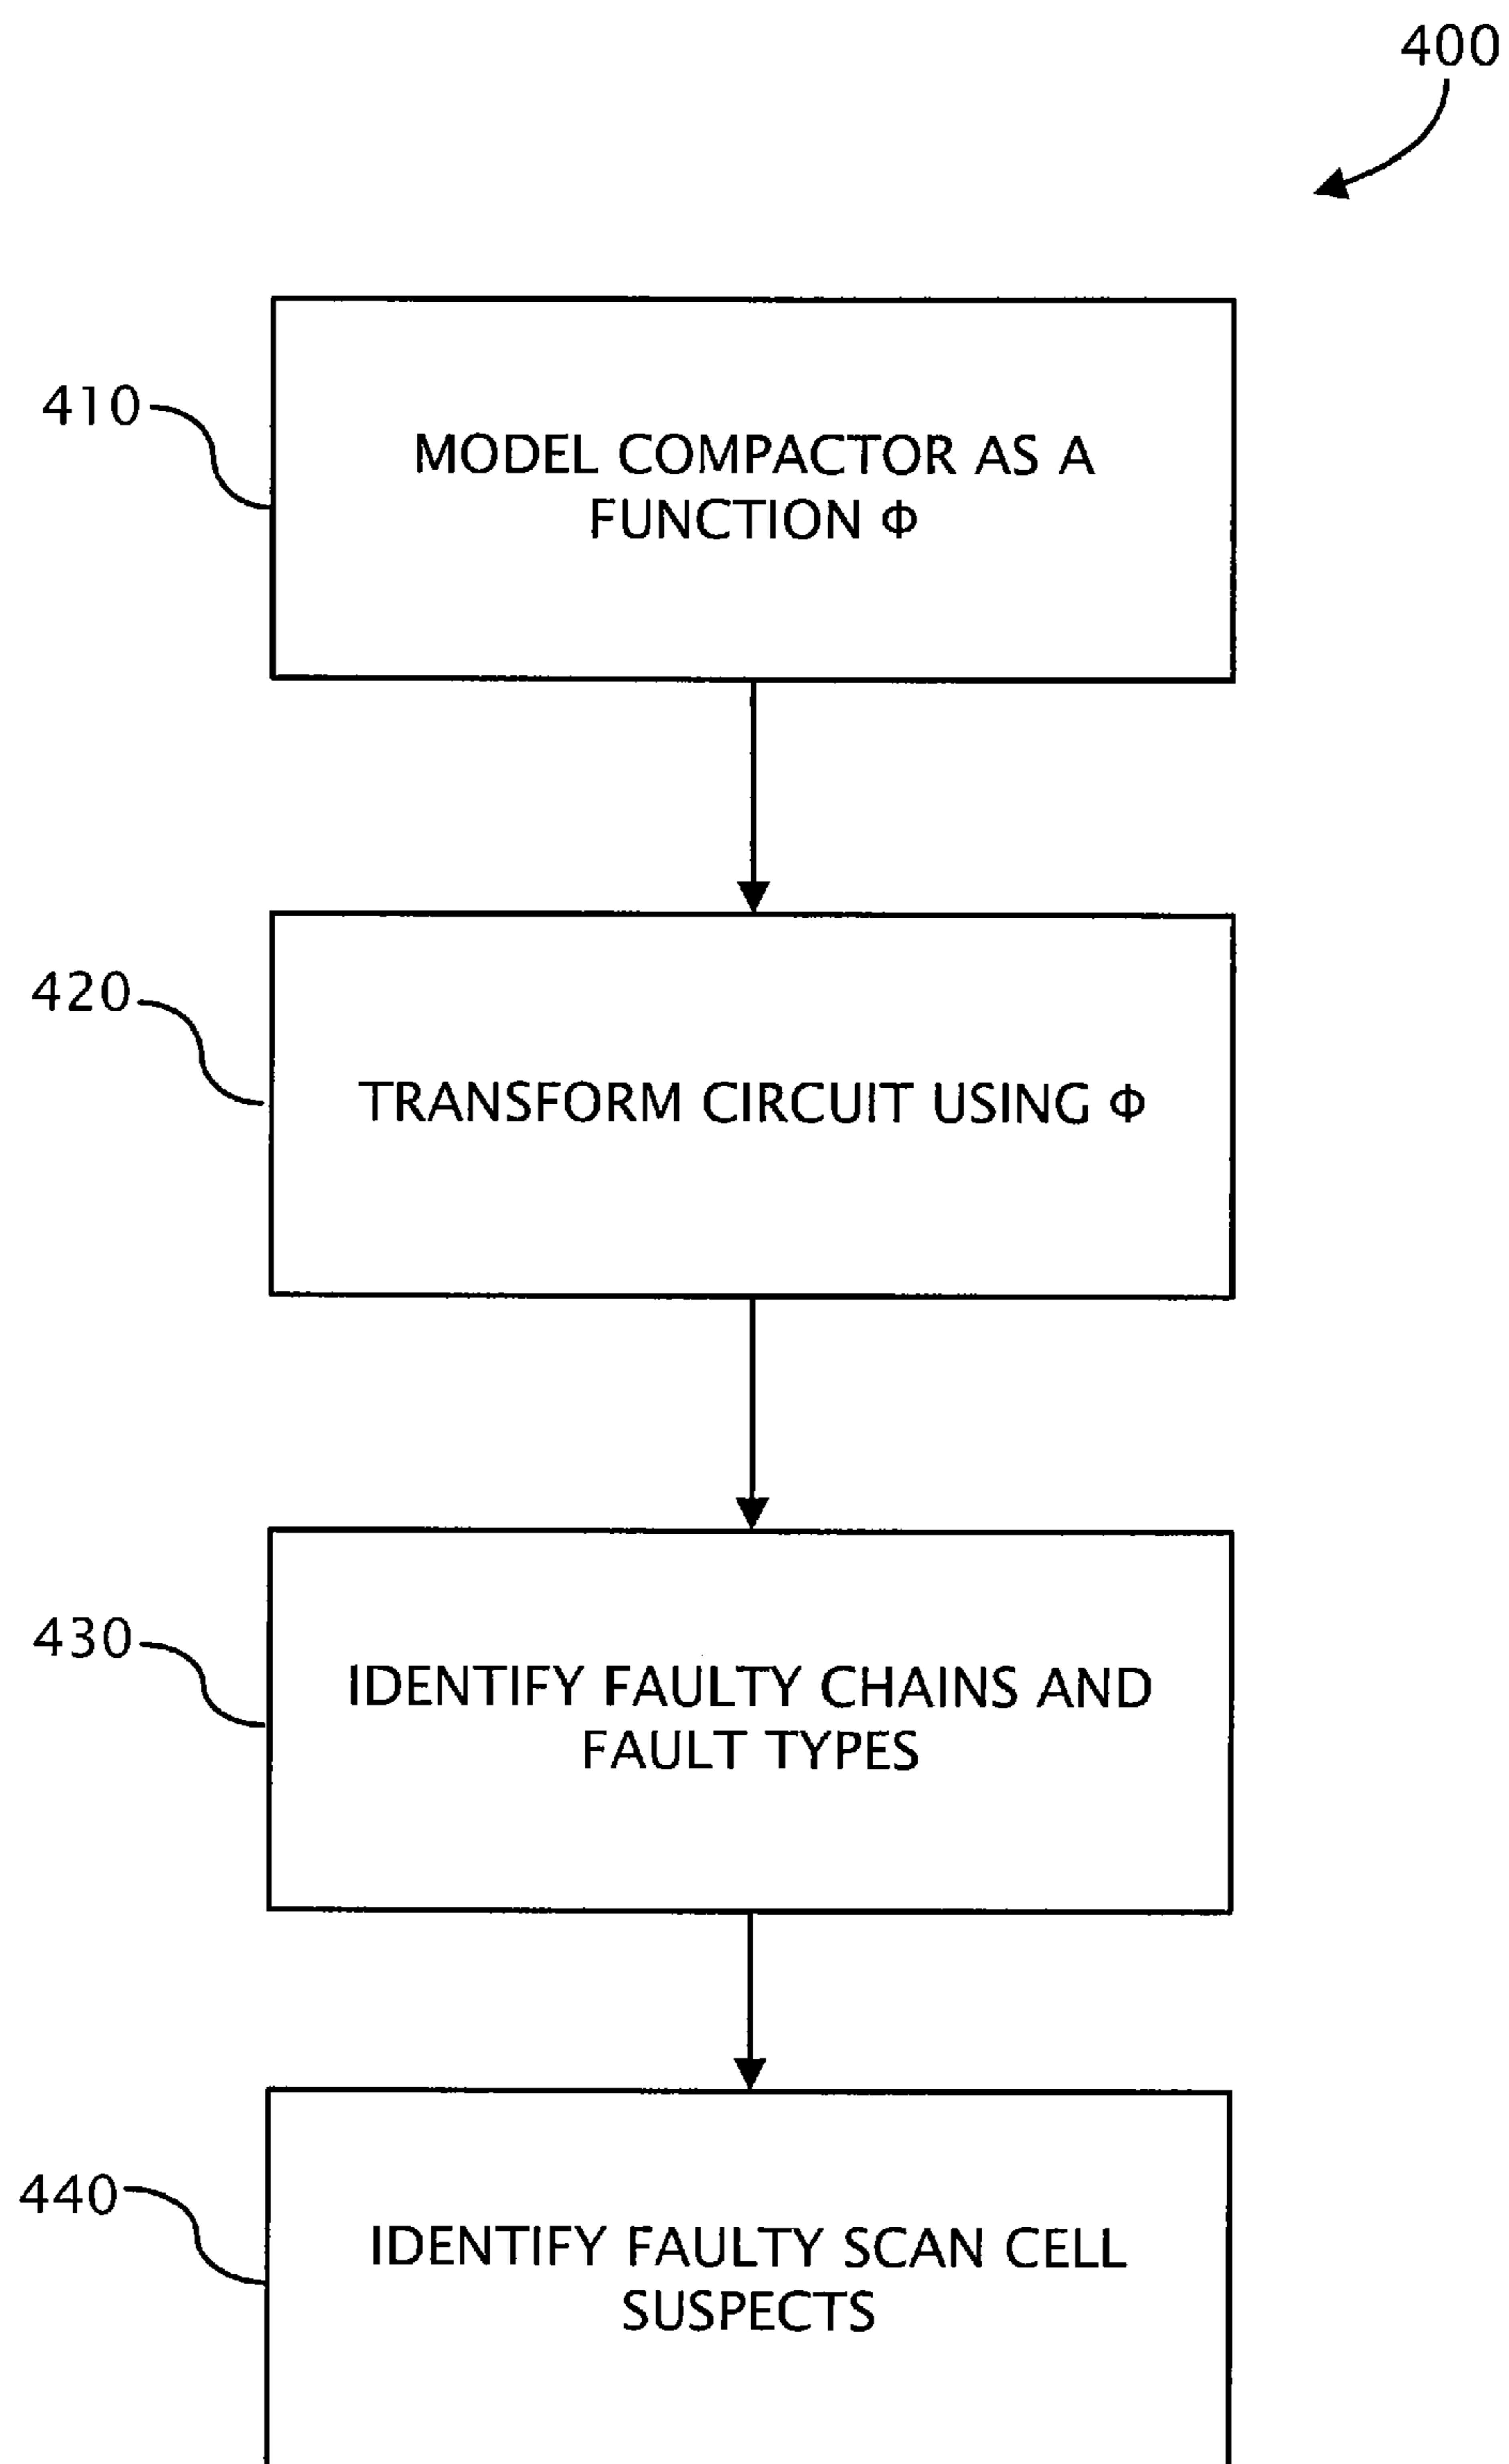 400
410
MODEL COMPACTOR AS A
FUNCTION Φ
420
TRANSFORM CIRCUIT USING Φ
430
IDENTIFY FAULTY CHAINS AND
FAULT TYPES
440
IDENTIFY FAULTY SCAN CELL
SUSPECTS